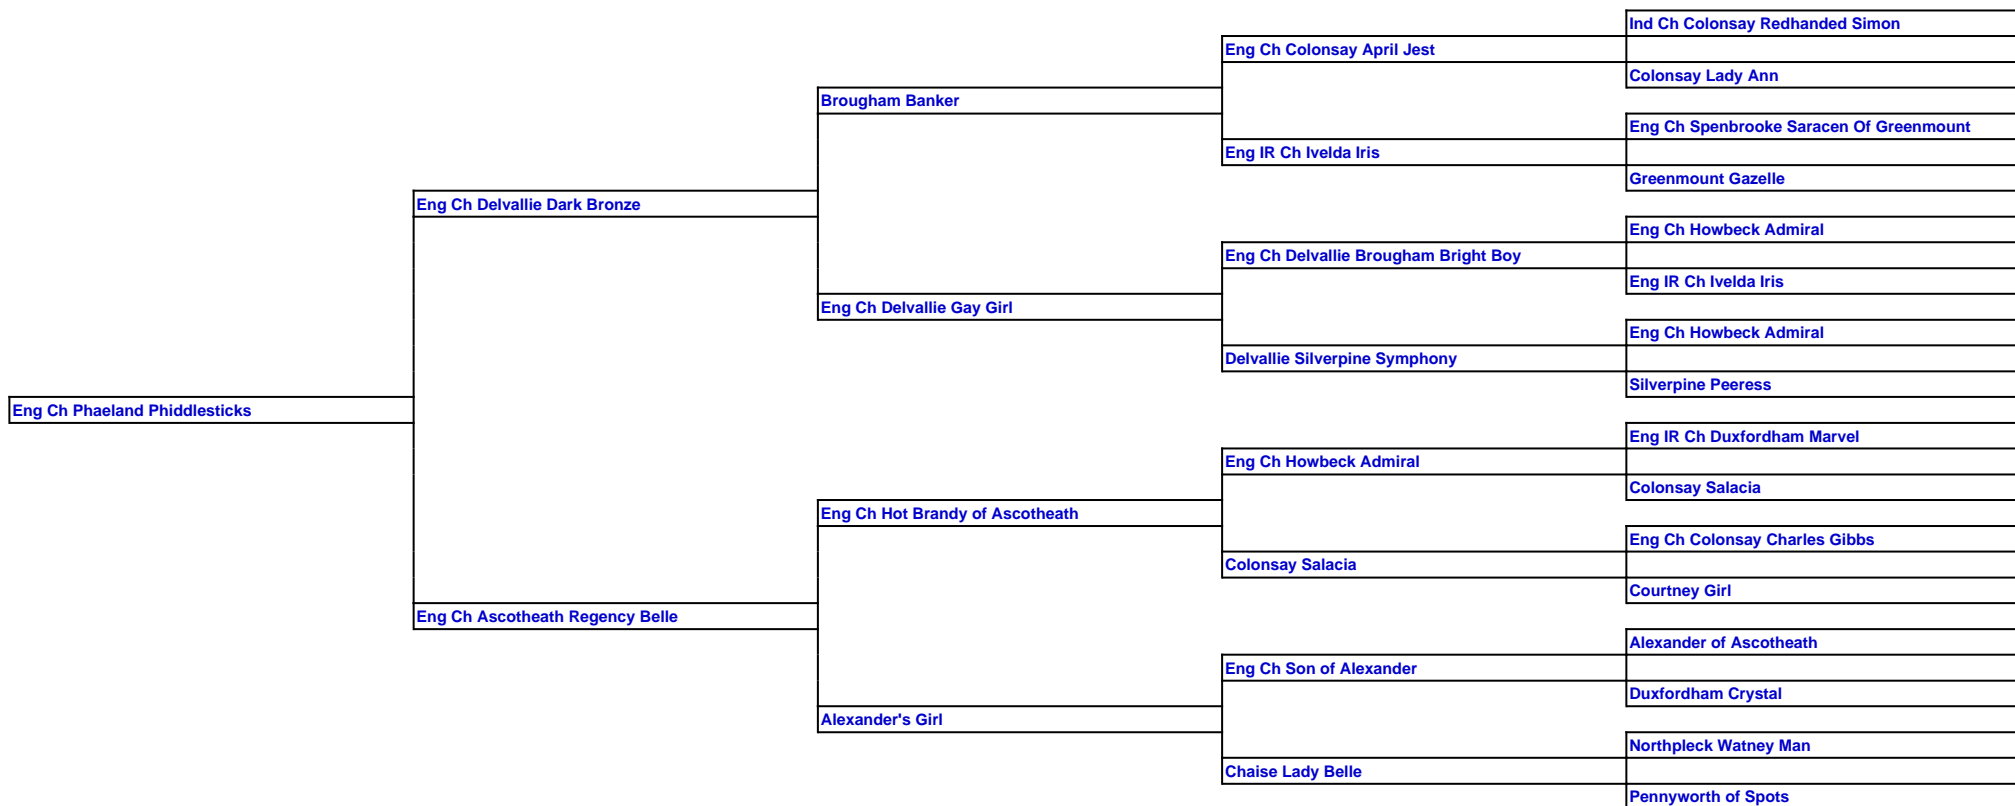 Ind Ch Colonsay Redhanded Simon
Eng Ch Colonsay April Jest
Colonsay Lady Ann
Brougham Banker
Eng Ch Spenbrooke Saracen Of Greenmount
Eng IR Ch Ivelda Iris
Greenmount Gazelle
Eng Ch Delvallie Dark Bronze
Eng Ch Howbeck Admiral
Eng Ch Delvallie Brougham Bright Boy
Eng IR Ch Ivelda Iris
Eng Ch Delvallie Gay Girl
Eng Ch Howbeck Admiral
Delvallie Silverpine Symphony
Silverpine Peeress
Eng Ch Phaeland Phiddlesticks
Eng IR Ch Duxfordham Marvel
Eng Ch Howbeck Admiral
Colonsay Salacia
Eng Ch Hot Brandy of Ascotheath
Eng Ch Colonsay Charles Gibbs
Colonsay Salacia
Courtney Girl
Eng Ch Ascotheath Regency Belle
Alexander of Ascotheath
Eng Ch Son of Alexander
Duxfordham Crystal
Alexander's Girl
Northpleck Watney Man
Chaise Lady Belle
Pennyworth of Spots